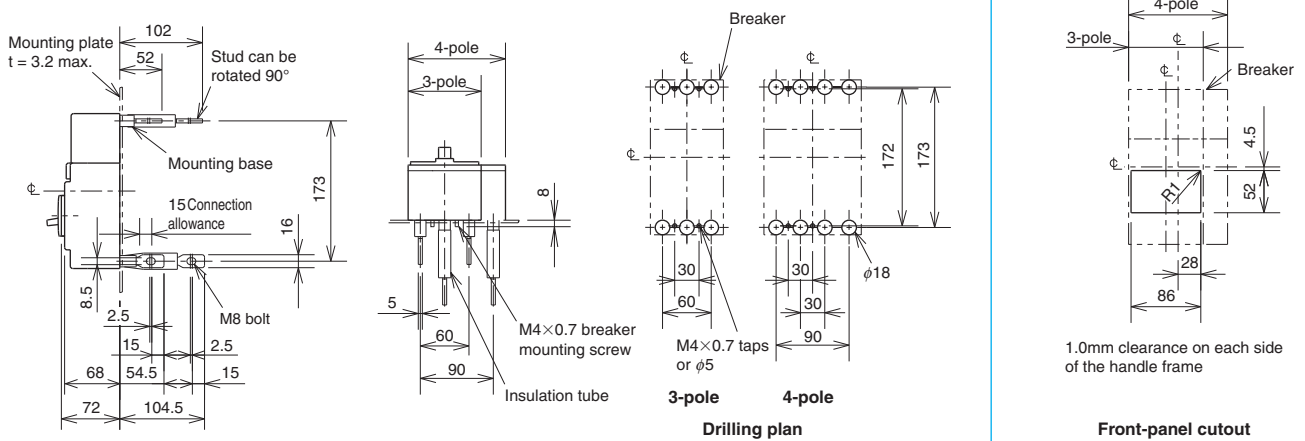 Mounting plate
t = 3.2 max.
102
52
Stud can be
rotated 90°
Mounting base
℄
15 Connection
allowance
173
16
8.5
2.5
M8 bolt
15
2.5
68
54.5
15
72
104.5
4-pole
3-pole
8
5
60
90
M4×0.7 breaker
mounting screw
Insulation tube
Breaker
℄
℄
℄
172
173
30
60
30
30
90
φ18
M4×0.7 taps
or φ5
3-pole
4-pole
Drilling plan
4-pole
3-pole
℄
℄
Breaker
℄
4.5
R1
52
28
86
1.0mm clearance on each side
of the handle frame
Front-panel cutout